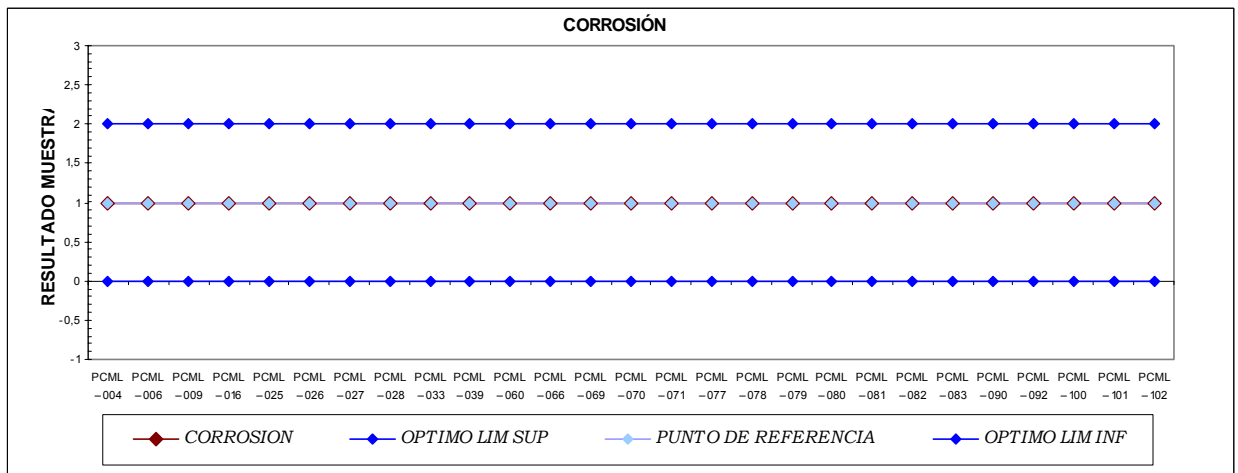 CORROSIÓN
RESULTADO MUESTRA
3
2,5
2
1,5
1
0,5
0
-0,5
-1
PCML PCML PCML PCML PCML PCML PCML PCML PCML PCML PCML PCML PCML PCML PCML PCML PCML PCML PCML PCML PCML PCML PCML PCML PCML PCML PCML
–004 –006 –009 –016 –025 –026 –027 –028 –033 –039 –060 –066 –069 –070 –071 –077 –078 –079 –080 –081 –082 –083 –090 –092 –100 –101 –102
CORROSION OPTIMO LIM SUP PUNTO DE REFERENCIA OPTIMO LIM INF